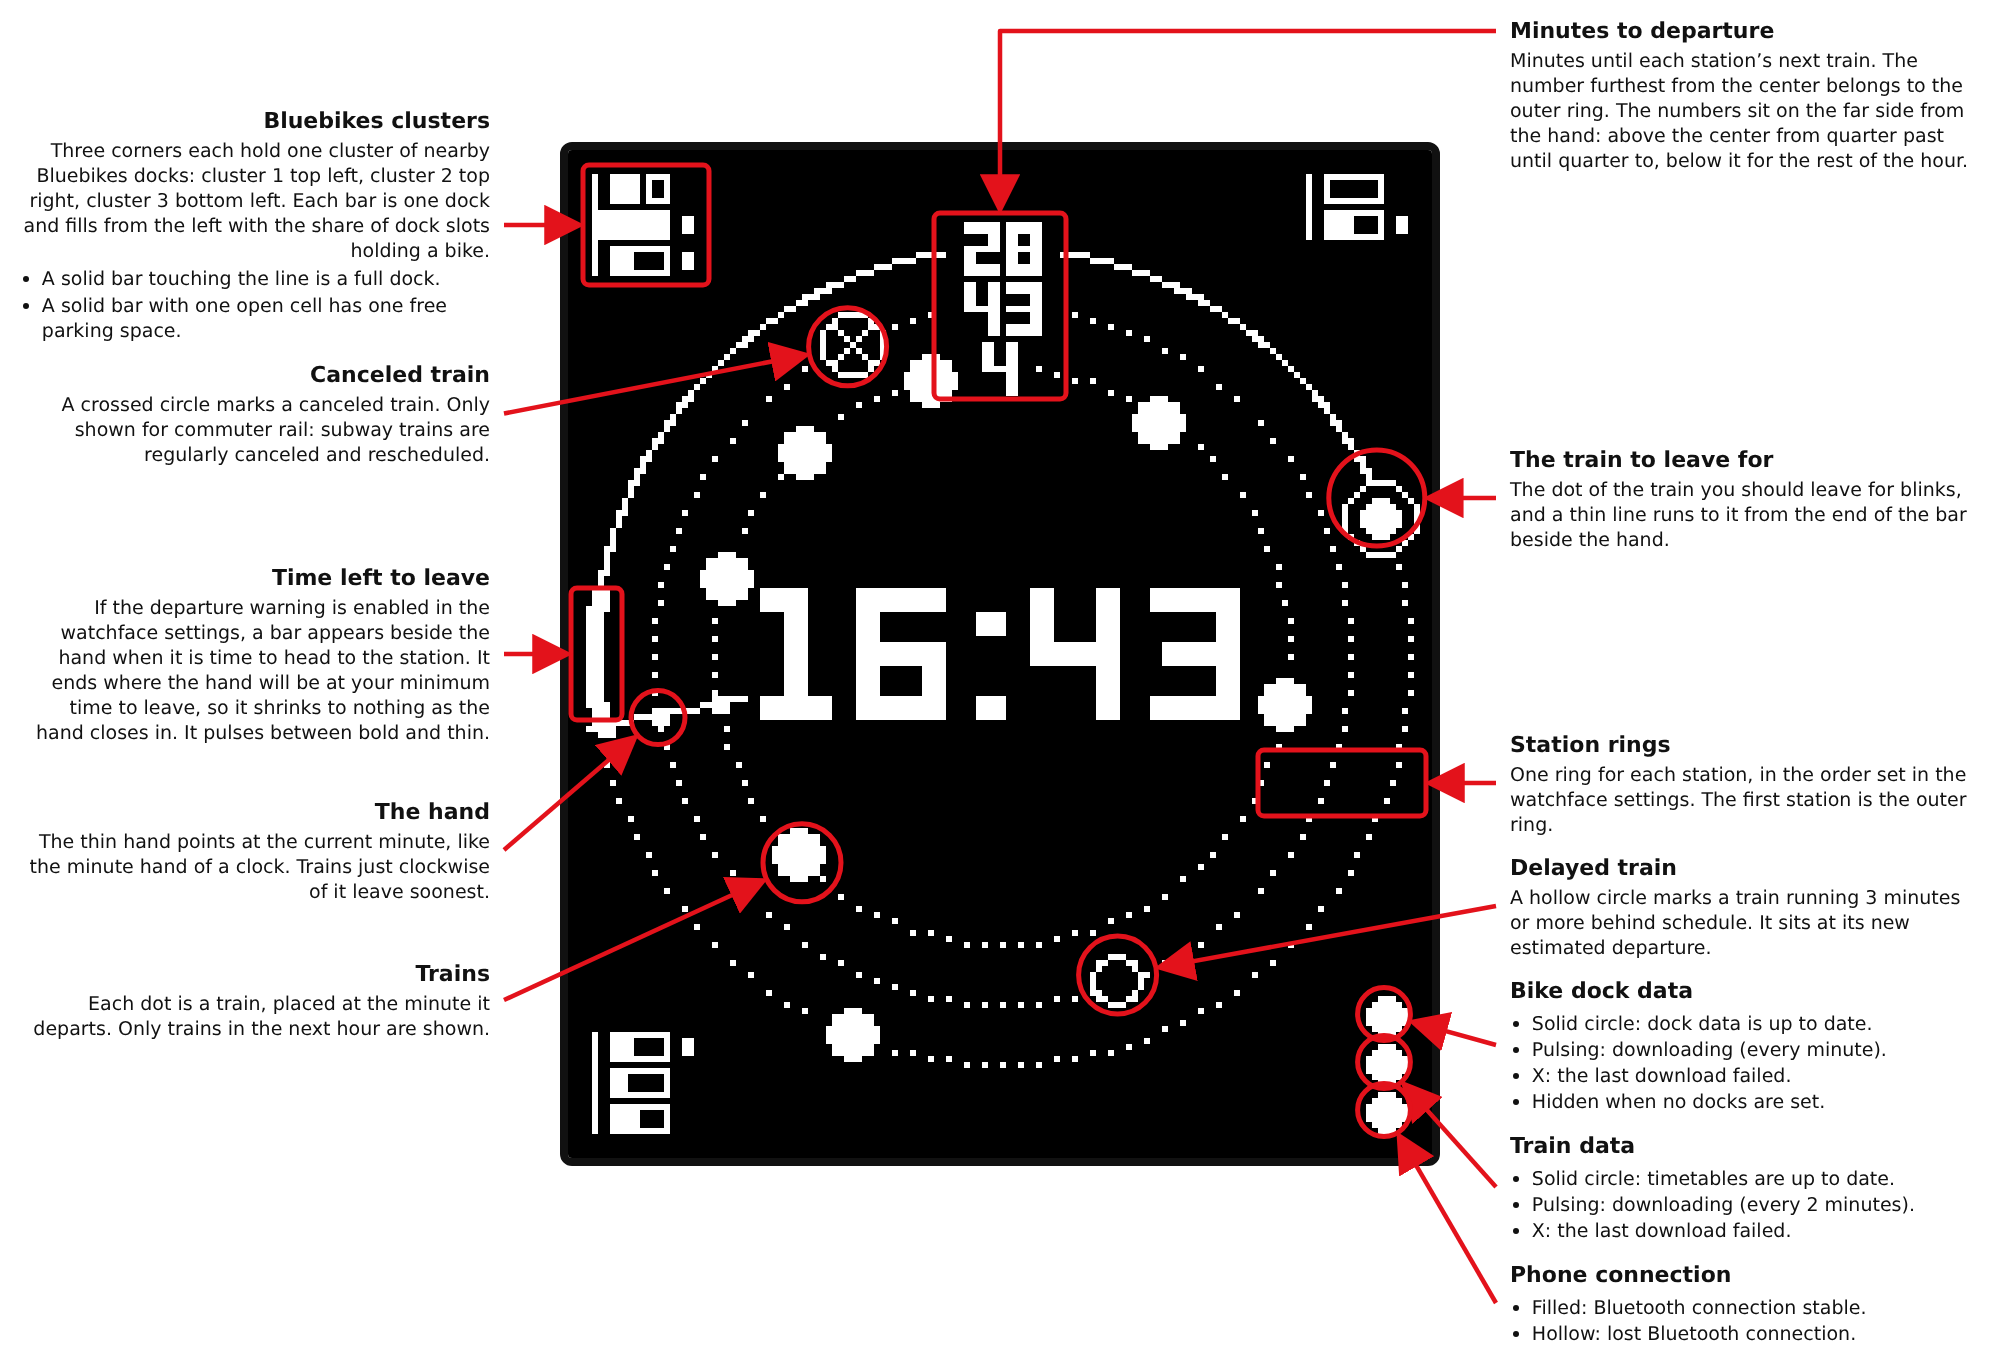 Minutes to departure
Minutes until each station’s next train. The
number furthest from the center belongs to the
outer ring. The numbers sit on the far side from
the hand: above the center from quarter past
until quarter to, below it for the rest of the hour.
Bluebikes clusters
Three corners each hold one cluster of nearby
Bluebikes docks: cluster 1 top left, cluster 2 top
right, cluster 3 bottom left. Each bar is one dock
and fills from the left with the share of dock slots
holding a bike.
• A solid bar touching the line is a full dock.
• A solid bar with one open cell has one free
parking space.
Canceled train
A crossed circle marks a canceled train. Only
shown for commuter rail: subway trains are
regularly canceled and rescheduled.
Time left to leave
If the departure warning is enabled in the
watchface settings, a bar appears beside the
hand when it is time to head to the station. It
ends where the hand will be at your minimum
time to leave, so it shrinks to nothing as the
hand closes in. It pulses between bold and thin.
The hand
The thin hand points at the current minute, like
the minute hand of a clock. Trains just clockwise
of it leave soonest.
Trains
Each dot is a train, placed at the minute it
departs. Only trains in the next hour are shown.
28
43
4
16:43
The train to leave for
The dot of the train you should leave for blinks,
and a thin line runs to it from the end of the bar
beside the hand.
Station rings
One ring for each station, in the order set in the
watchface settings. The first station is the outer
ring.
Delayed train
A hollow circle marks a train running 3 minutes
or more behind schedule. It sits at its new
estimated departure.
Bike dock data
• Solid circle: dock data is up to date.
• Pulsing: downloading (every minute).
• X: the last download failed.
• Hidden when no docks are set.
Train data
• Solid circle: timetables are up to date.
• Pulsing: downloading (every 2 minutes).
• X: the last download failed.
Phone connection
• Filled: Bluetooth connection stable.
• Hollow: lost Bluetooth connection.